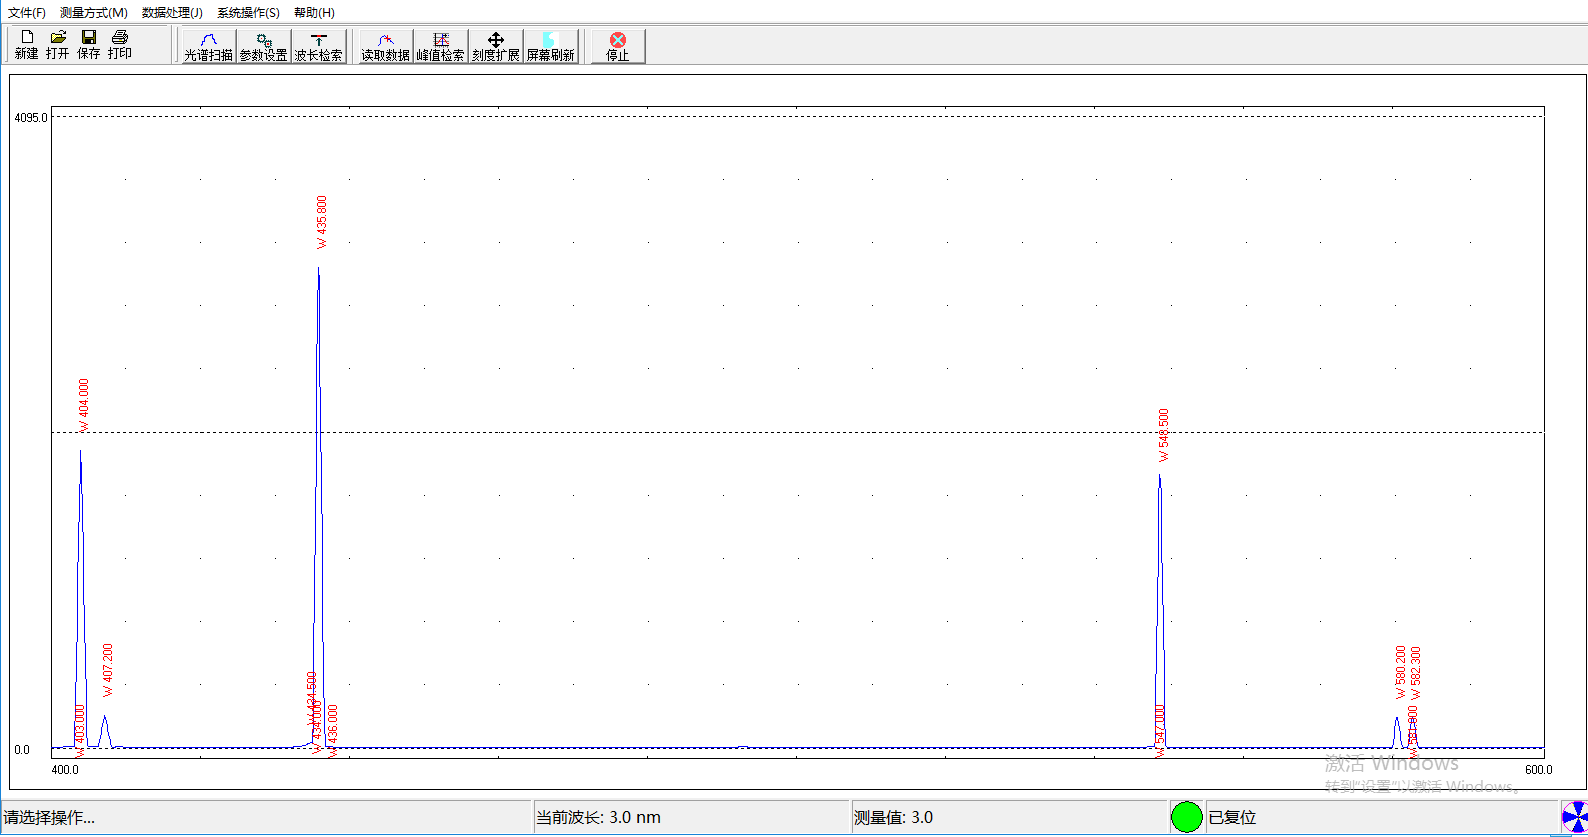 文件(F) 测量方式(M) 数据处理(J) 系统操作(S) 帮助(H)
新建 打开 保存 打印 光谱扫描 参数设置 波长检索 读取数据 峰值检索 刻度扩展 屏幕刷新 停止
4095.0
W 435.800
W 404.000
W 548.500
W 407.200
W 580.200
W 582.300
W 434.500
W 403.000
W 434.000
W 436.000
W 547.000
0.0
400.0
600.0
激活 Windows
转到"设置"以激活 Windows。
请选择操作...
当前波长: 3.0 nm
测量值: 3.0
已复位